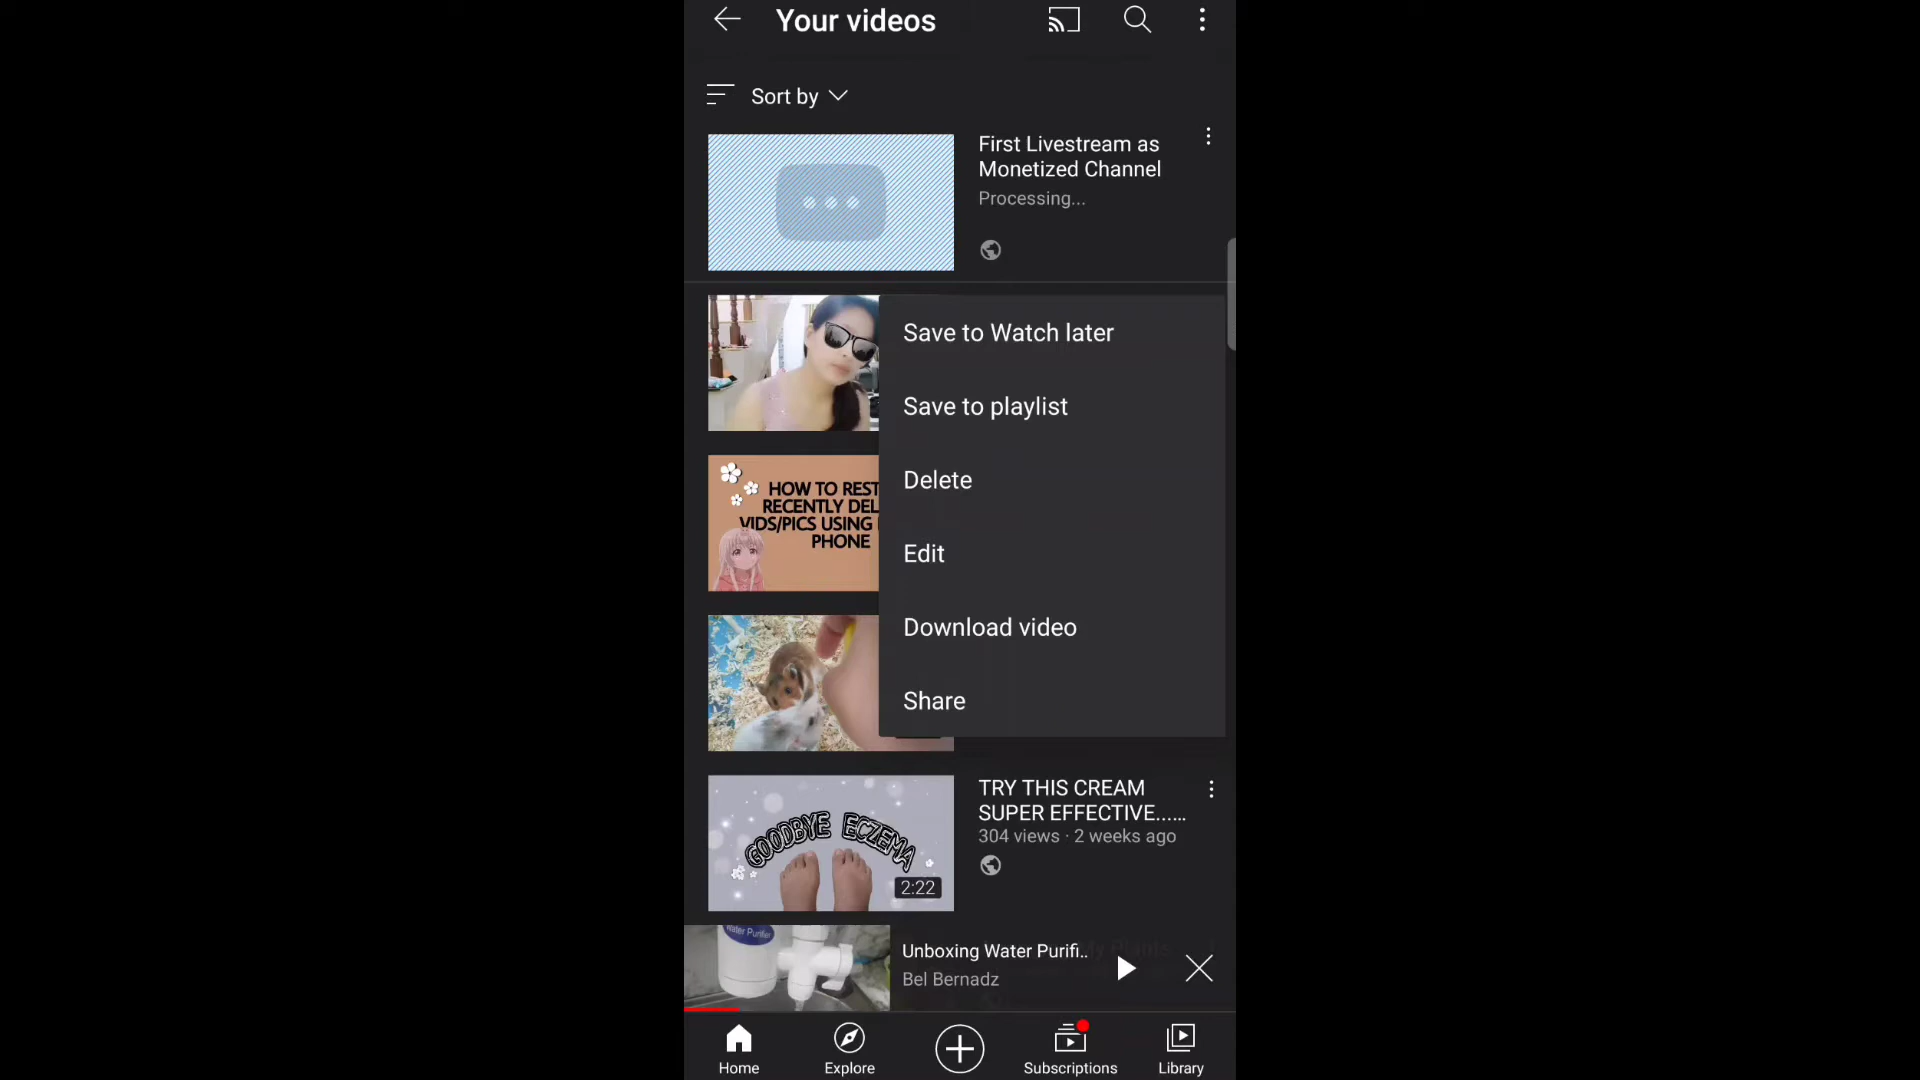 Your videos
Sort by
First Livestream as
Monetized Channel
Processing...
Save to Watch later
Save to playlist
HOW TO REST
RECENTLY DEL
VIDS/PICS USING
PHONE
Delete
Edit
Download video
Share
TRY THIS CREAM
SUPER EFFECTIVE......
304 views · 2 weeks ago
GOODBYE ECZEMA
2:22
Water Purifier
Unboxing Water Purifi..
Bel Bernadz
Home
Explore
Subscriptions
Library